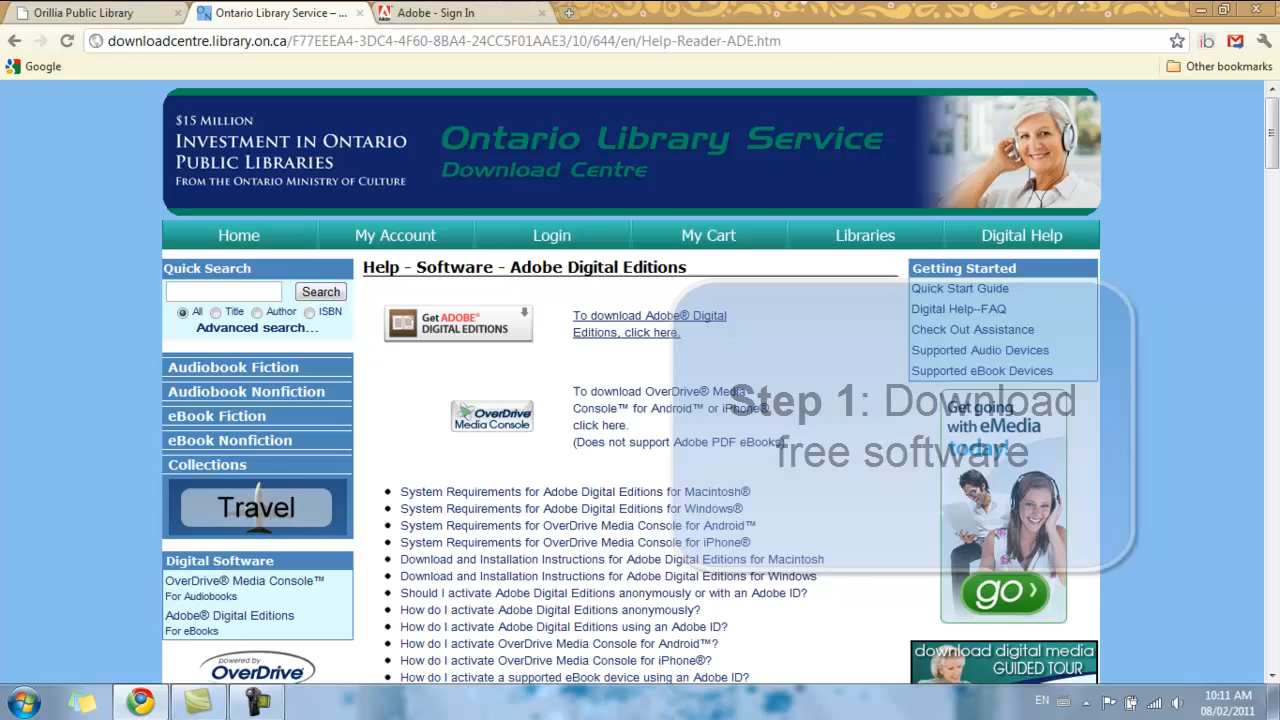 Orillia Public Library
Ontario Library Service – ...
Adobe - Sign In
downloadcentre.library.on.ca/F77EEEA4-3DC4-4F60-8BA4-24CC5F01AAE3/10/644/en/Help-Reader-ADE.htm
Google
Other bookmarks
$15 MILLION
INVESTMENT IN ONTARIO
PUBLIC LIBRARIES
FROM THE ONTARIO MINISTRY OF CULTURE
Ontario Library Service
Download Centre
Home
My Account
Login
My Cart
Libraries
Digital Help
Quick Search
Search
All Title Author ISBN
Advanced search...
Audiobook Fiction
Audiobook Nonfiction
eBook Fiction
eBook Nonfiction
Collections
Travel
Digital Software
OverDrive® Media Console™
For Audiobooks
Adobe® Digital Editions
For eBooks
powered by
OverDrive®
Help - Software - Adobe Digital Editions
Get ADOBE®
DIGITAL EDITIONS
To download Adobe® Digital
Editions, click here.
OverDrive®
Media Console™
To download OverDrive® Media
Console™ for Android™ or iPhone®,
click here.
(Does not support Adobe PDF eBooks)
System Requirements for Adobe Digital Editions for Macintosh®
System Requirements for Adobe Digital Editions for Windows®
System Requirements for OverDrive Media Console for Android™
System Requirements for OverDrive Media Console for iPhone®
Download and Installation Instructions for Adobe Digital Editions for Macintosh
Download and Installation Instructions for Adobe Digital Editions for Windows
Should I activate Adobe Digital Editions anonymously or with an Adobe ID?
How do I activate Adobe Digital Editions anonymously?
How do I activate Adobe Digital Editions using an Adobe ID?
How do I activate OverDrive Media Console for Android™?
How do I activate OverDrive Media Console for iPhone®?
How do I activate a supported eBook device using an Adobe ID?
Getting Started
Quick Start Guide
Digital Help--FAQ
Check Out Assistance
Supported Audio Devices
Supported eBook Devices
Step 1: Download
free software
Get going
with eMedia
today!
go ›
download digital media
GUIDED TOUR
EN
10:11 AM
08/02/2011